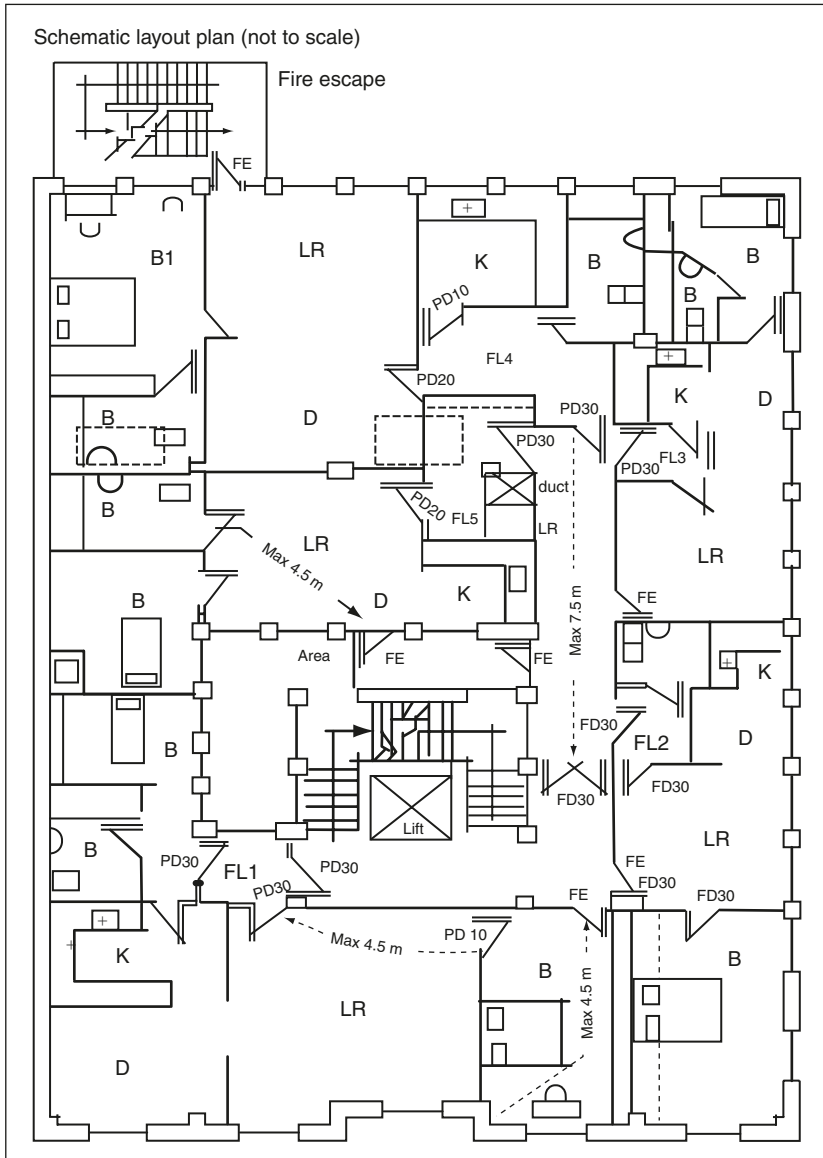 Schematic layout plan (not to scale)
Fire escape
FE
LR
B1
K
B
B
B
PD10
FL4
PD20
K
D
D
PD30
PD30
FL3
PD30
B
duct
B
PD20
FL5
LR
LR
LR
Max 4.5 m
Max 7.5 m
B
D
K
FE
Area
FE
FE
K
B
FD30
FL2
D
FD30
FD30
Lift
LR
B
PD30
FL1
PD30
FE
PD30
FE
FD30
FD30
Max 4.5 m
PD 10
K
B
B
Max 4.5 m
LR
D